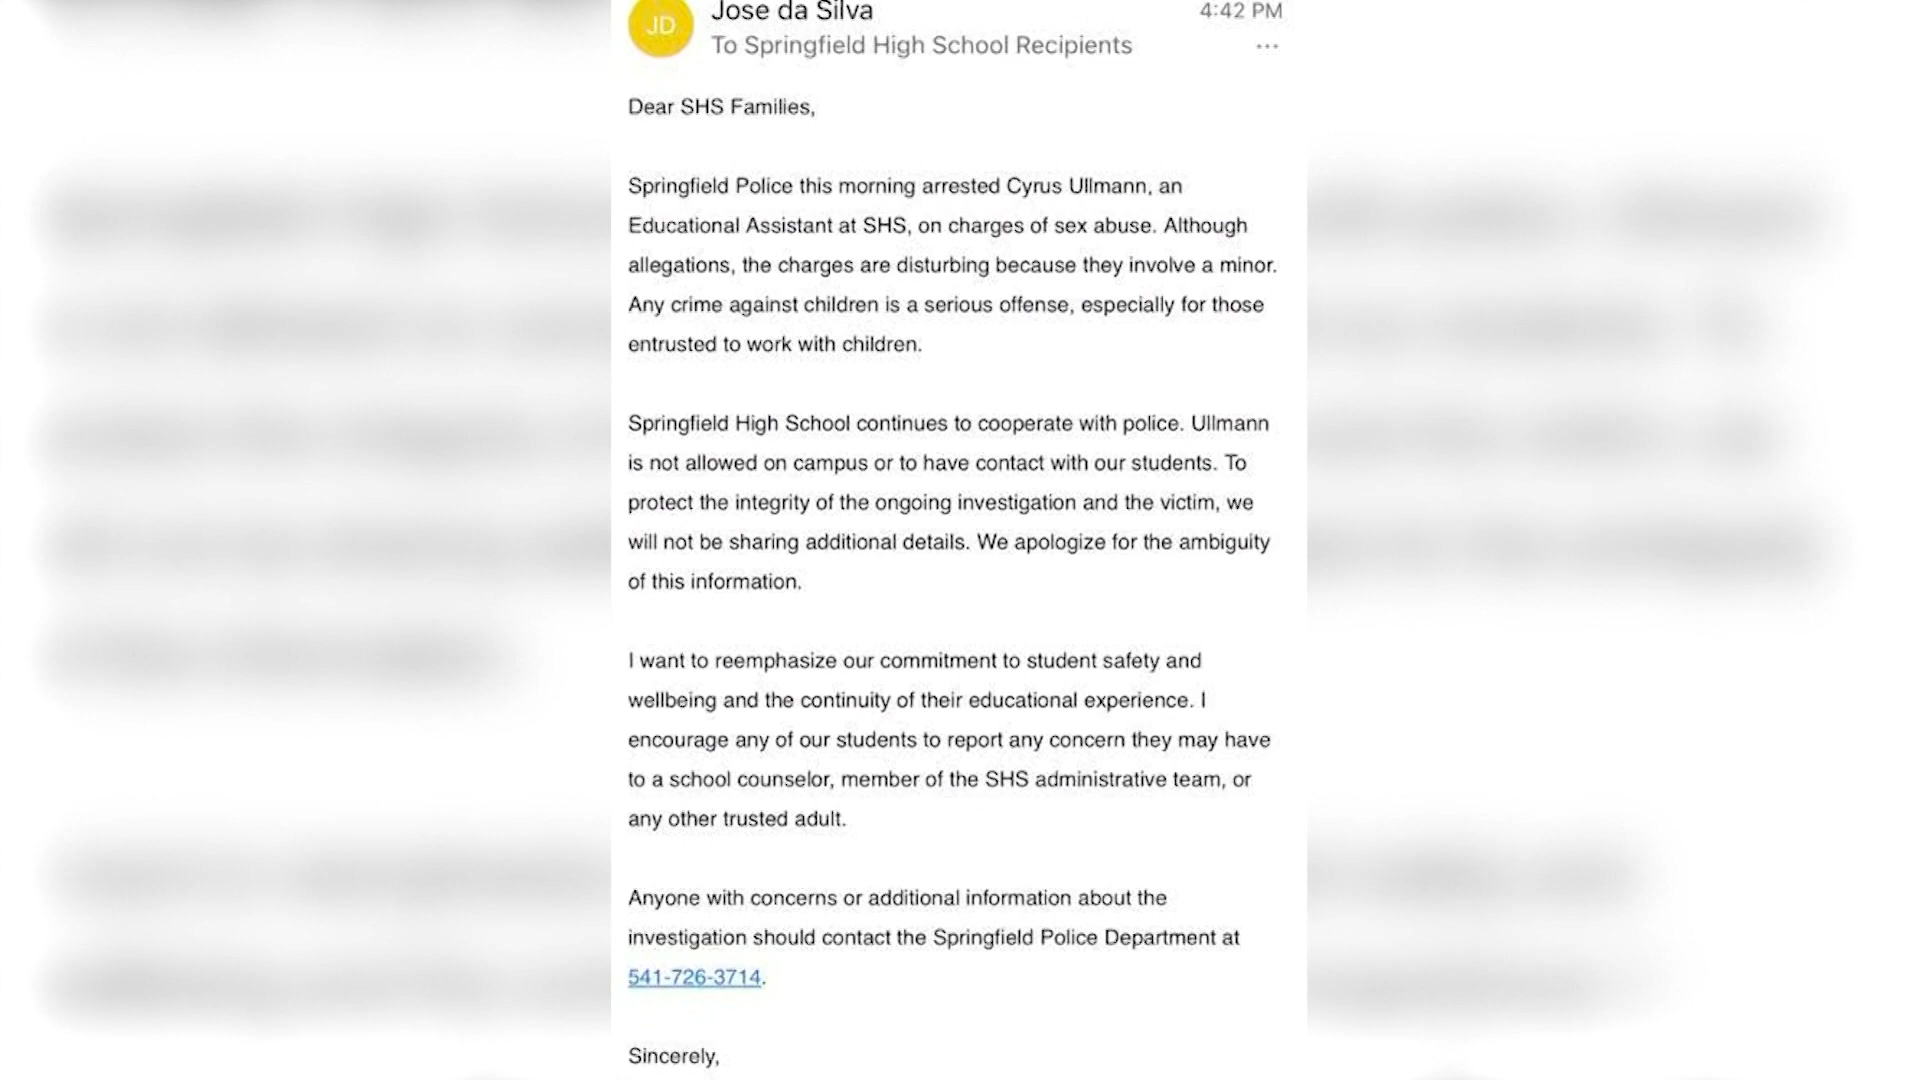 JD
Jose da Silva
4:42 PM
To Springfield High School Recipients
...
Dear SHS Families,
Springfield Police this morning arrested Cyrus Ullmann, an
Educational Assistant at SHS, on charges of sex abuse. Although
allegations, the charges are disturbing because they involve a minor.
Any crime against children is a serious offense, especially for those
entrusted to work with children.
Springfield High School continues to cooperate with police. Ullmann
is not allowed on campus or to have contact with our students. To
protect the integrity of the ongoing investigation and the victim, we
will not be sharing additional details. We apologize for the ambiguity
of this information.
I want to reemphasize our commitment to student safety and
wellbeing and the continuity of their educational experience. I
encourage any of our students to report any concern they may have
to a school counselor, member of the SHS administrative team, or
any other trusted adult.
Anyone with concerns or additional information about the
investigation should contact the Springfield Police Department at
541-726-3714.
Sincerely,